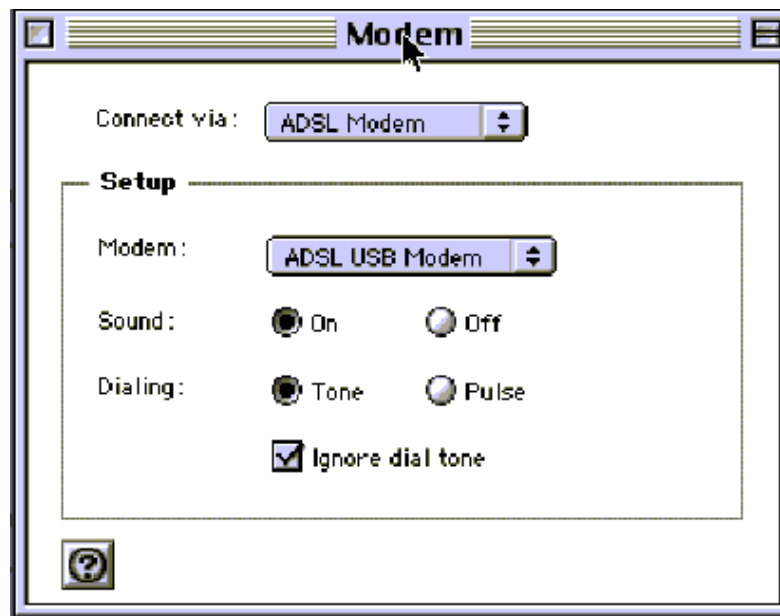 Modem
Connect via: ADSL Modem
Setup
Modem: ADSL USB Modem
Sound: On Off
Dialing: Tone Pulse
Ignore dial tone
?